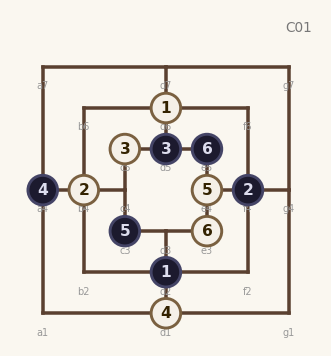 C01
a7 d7 g7
1
b6 d6 f6
3 3 6
c5 d5 e5
4 2 5 2
a4 b4 c4 e4 f4 g4
5 6
c3 d3 e3
1
b2 d2 f2
4
a1 d1 g1